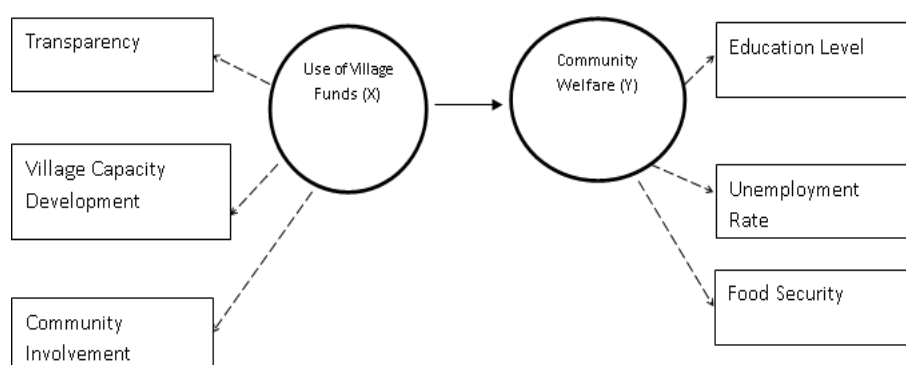 Transparency
Use of Village
Funds (X)
Community
Welfare (Y)
Education Level
Village Capacity
Development
Unemployment
Rate
Food Security
Community
Involvement